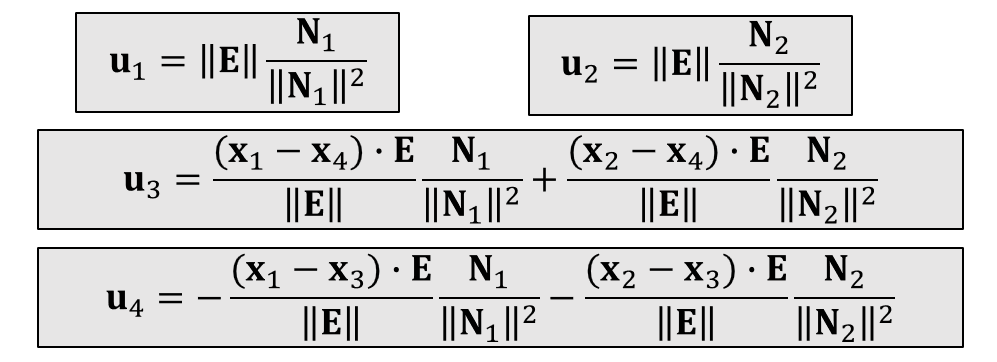 𝐮₁ = ‖𝐄‖ 𝐍₁/‖𝐍₁‖²
𝐮₂ = ‖𝐄‖ 𝐍₂/‖𝐍₂‖²
𝐮₃ = (𝐱₁ − 𝐱₄) · 𝐄/‖𝐄‖ 𝐍₁/‖𝐍₁‖² + (𝐱₂ − 𝐱₄) · 𝐄/‖𝐄‖ 𝐍₂/‖𝐍₂‖²
𝐮₄ = − (𝐱₁ − 𝐱₃) · 𝐄/‖𝐄‖ 𝐍₁/‖𝐍₁‖² − (𝐱₂ − 𝐱₃) · 𝐄/‖𝐄‖ 𝐍₂/‖𝐍₂‖²